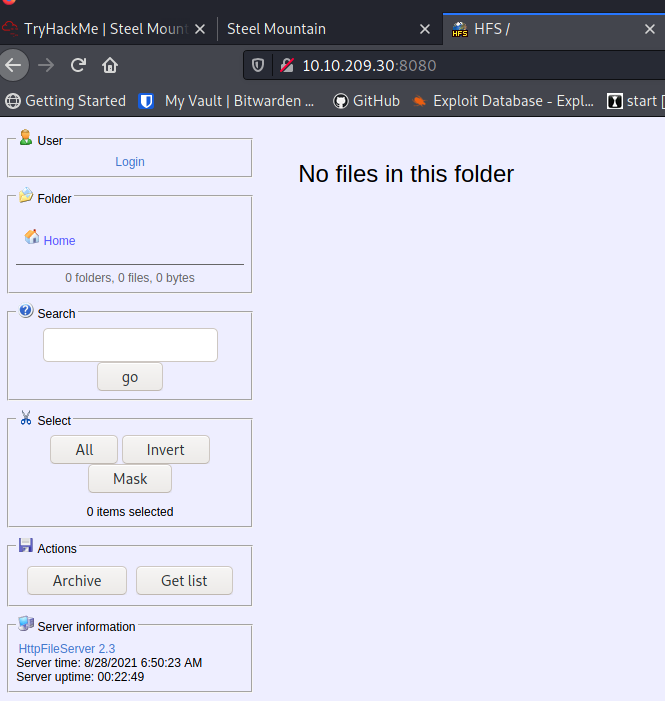 TryHackMe | Steel Mount
Steel Mountain
HFS /
10.10.209.30:8080
Getting Started
My Vault | Bitwarden ...
GitHub
Exploit Database - Expl...
start [
User
Login
No files in this folder
Folder
Home
0 folders, 0 files, 0 bytes
Search
go
Select
All
Invert
Mask
0 items selected
Actions
Archive
Get list
Server information
HttpFileServer 2.3
Server time: 8/28/2021 6:50:23 AM
Server uptime: 00:22:49